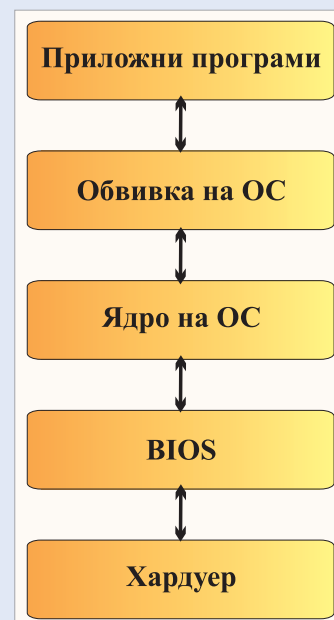 Приложни програми
Обвивка на ОС
Ядро на ОС
BIOS
Хардуер